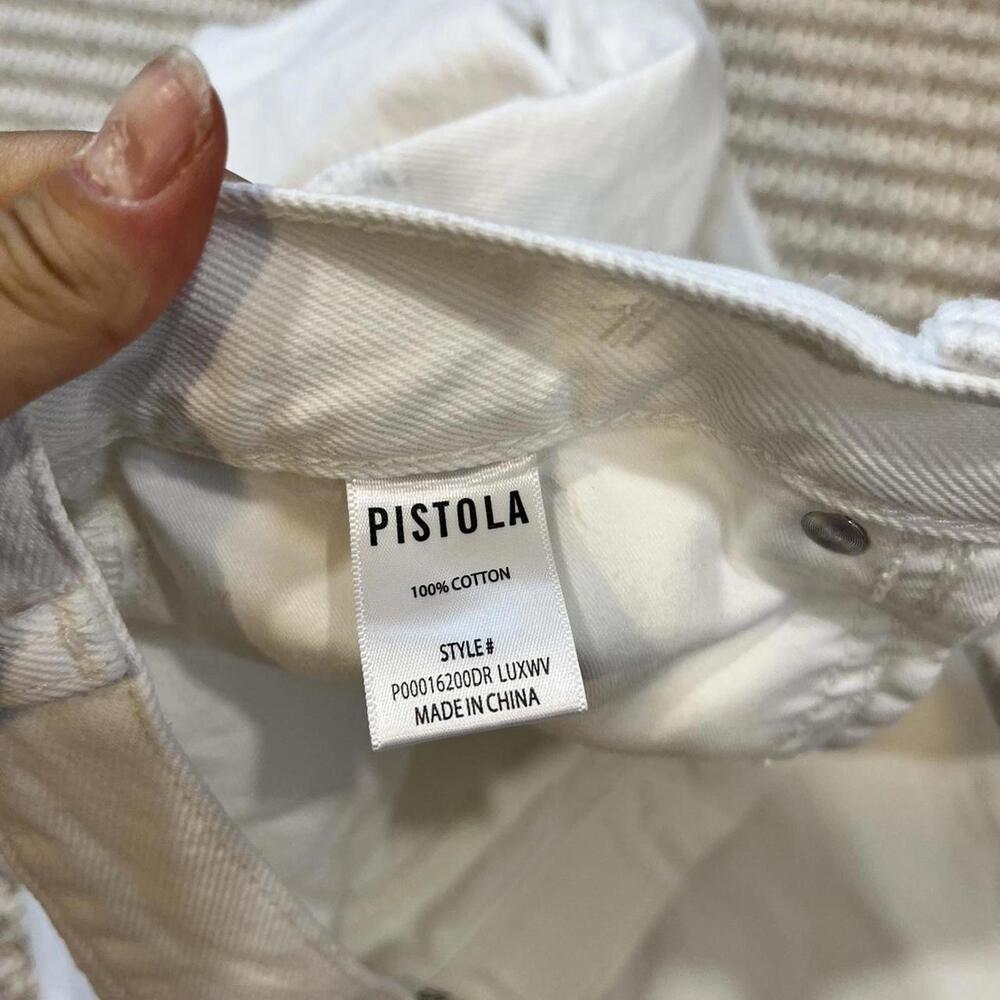 PISTOLA
100% COTTON
STYLE#
P00016200DR LUXWV
MADE IN CHINA